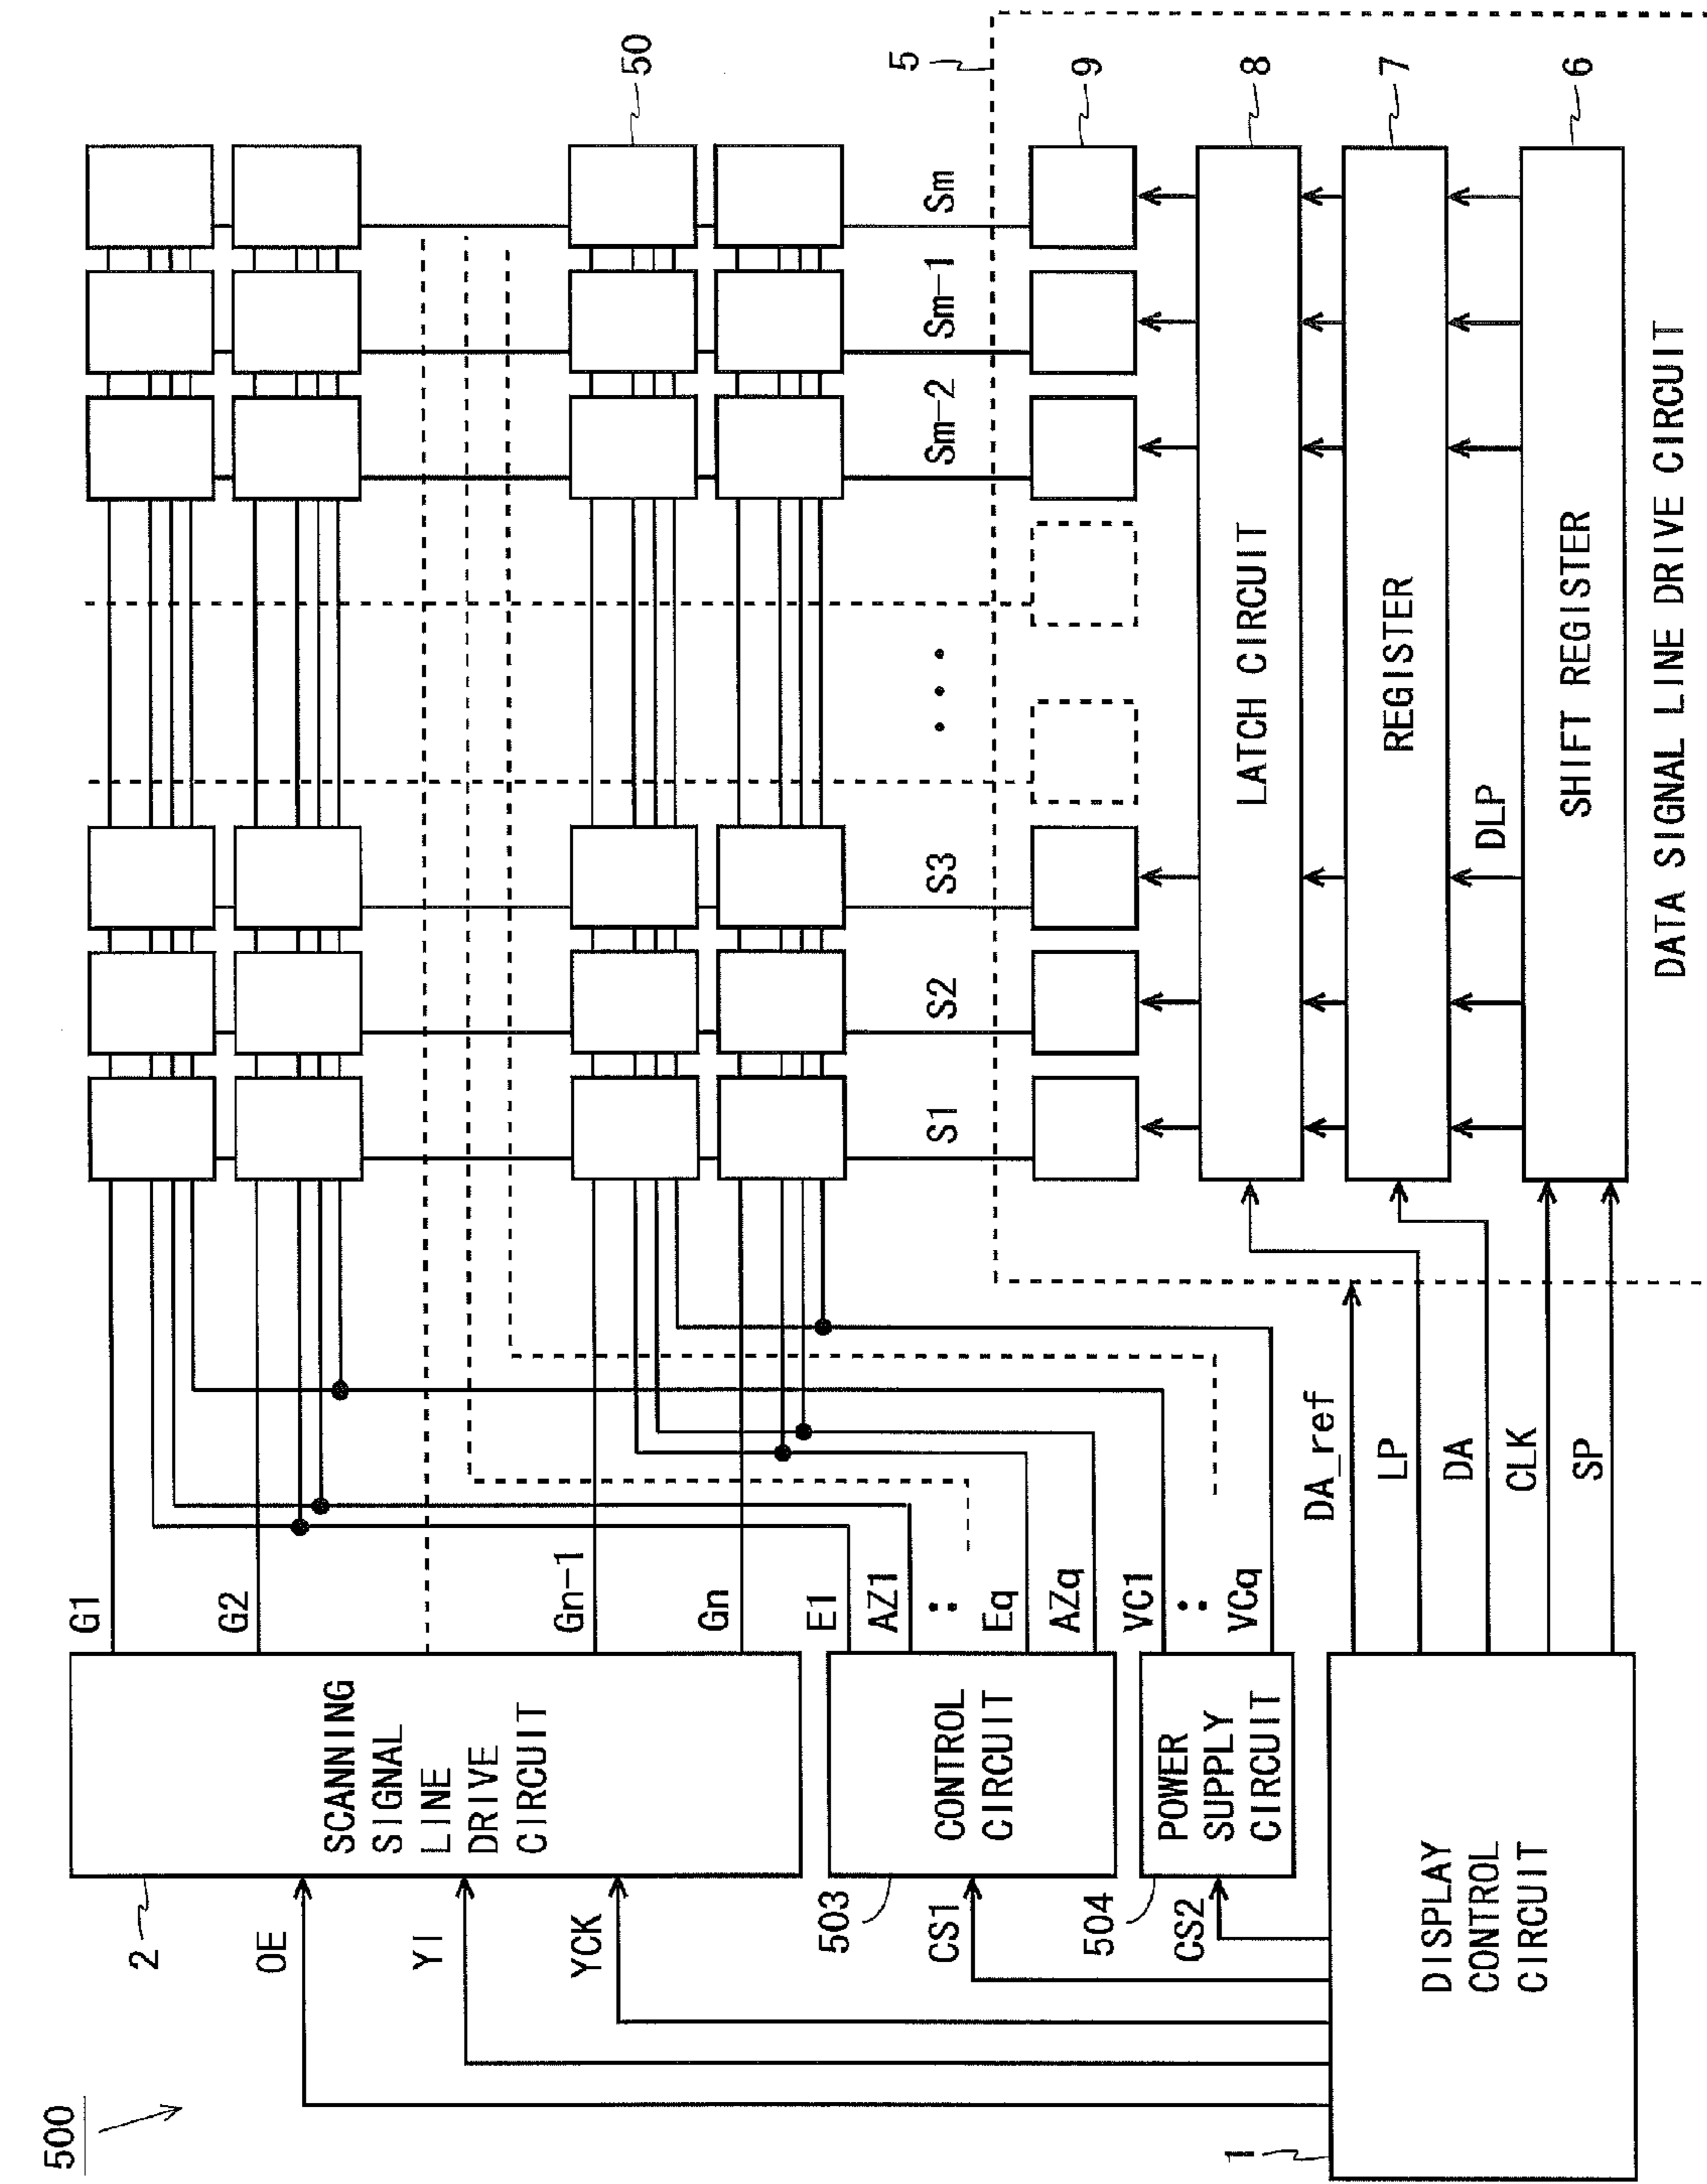 500
2
OE
YI
YCK
SCANNING
SIGNAL
LINE
DRIVE
CIRCUIT
G1
G2
Gn-1
Gn
50
503
CS1
CONTROL
CIRCUIT
E1
AZ1
:
Eq
AZq
504
CS2
POWER
SUPPLY
CIRCUIT
VC1
:
VCq
S1
S2
S3
...
Sm-2
Sm-1
Sm
5
9
1
DISPLAY
CONTROL
CIRCUIT
DA_ref
LP
DA
CLK
SP
LATCH CIRCUIT
8
REGISTER
7
DLP
SHIFT REGISTER
6
DATA SIGNAL LINE DRIVE CIRCUIT